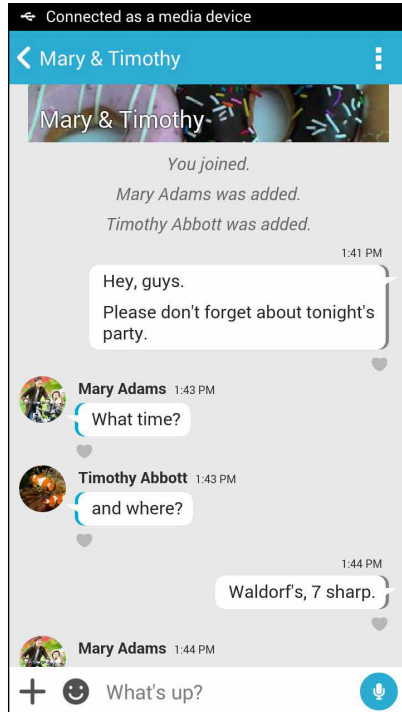 Connected as a media device
Mary & Timothy
Mary & Timothy
You joined.
Mary Adams was added.
Timothy Abbott was added.
1:41 PM
Hey, guys.
Please don't forget about tonight's
party.
Mary Adams 1:43 PM
What time?
Timothy Abbott 1:43 PM
and where?
1:44 PM
Waldorf's, 7 sharp.
Mary Adams 1:44 PM
What's up?